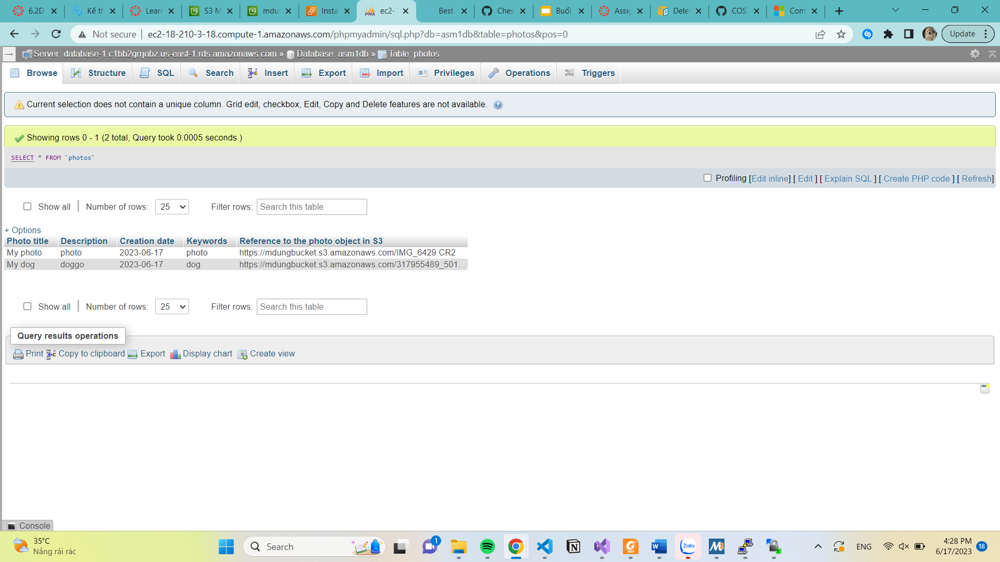 6.2D
Kế th
Learn
S3 M
mdu
Insta
ec2-
Best
Ches
Buổi
Assig
Delet
COS
Com
Not secure
ec2-18-210-3-18.compute-1.amazonaws.com/phpmyadmin/sql.php?db=asm1db&table=photos&pos=0
Update
Server: database-1.c1bb2grrjobz.us-east-1.rds.amazonaws.com » Database: asm1db » Table: photos
Browse Structure SQL Search Insert Export Import Privileges Operations Triggers
Current selection does not contain a unique column. Grid edit, checkbox, Edit, Copy and Delete features are not available.
Showing rows 0 - 1 (2 total, Query took 0.0005 seconds.)
SELECT * FROM `photos`
Profiling [Edit inline] [ Edit ] [ Explain SQL ] [ Create PHP code ] [ Refresh]
Show all | Number of rows: 25 Filter rows: Search this table
+ Options
Photo title Description Creation date Keywords Reference to the photo object in S3
My photo photo 2023-06-17 photo https://mdungbucket.s3.amazonaws.com/IMG_6429.CR2
My dog doggo 2023-06-17 dog https://mdungbucket.s3.amazonaws.com/317955489_501...
Show all | Number of rows: 25 Filter rows: Search this table
Query results operations
Print Copy to clipboard Export Display chart Create view
Console
35°C
Nắng rải rác
Search
1
Zalo
ENG
4:28 PM
6/17/2023
18